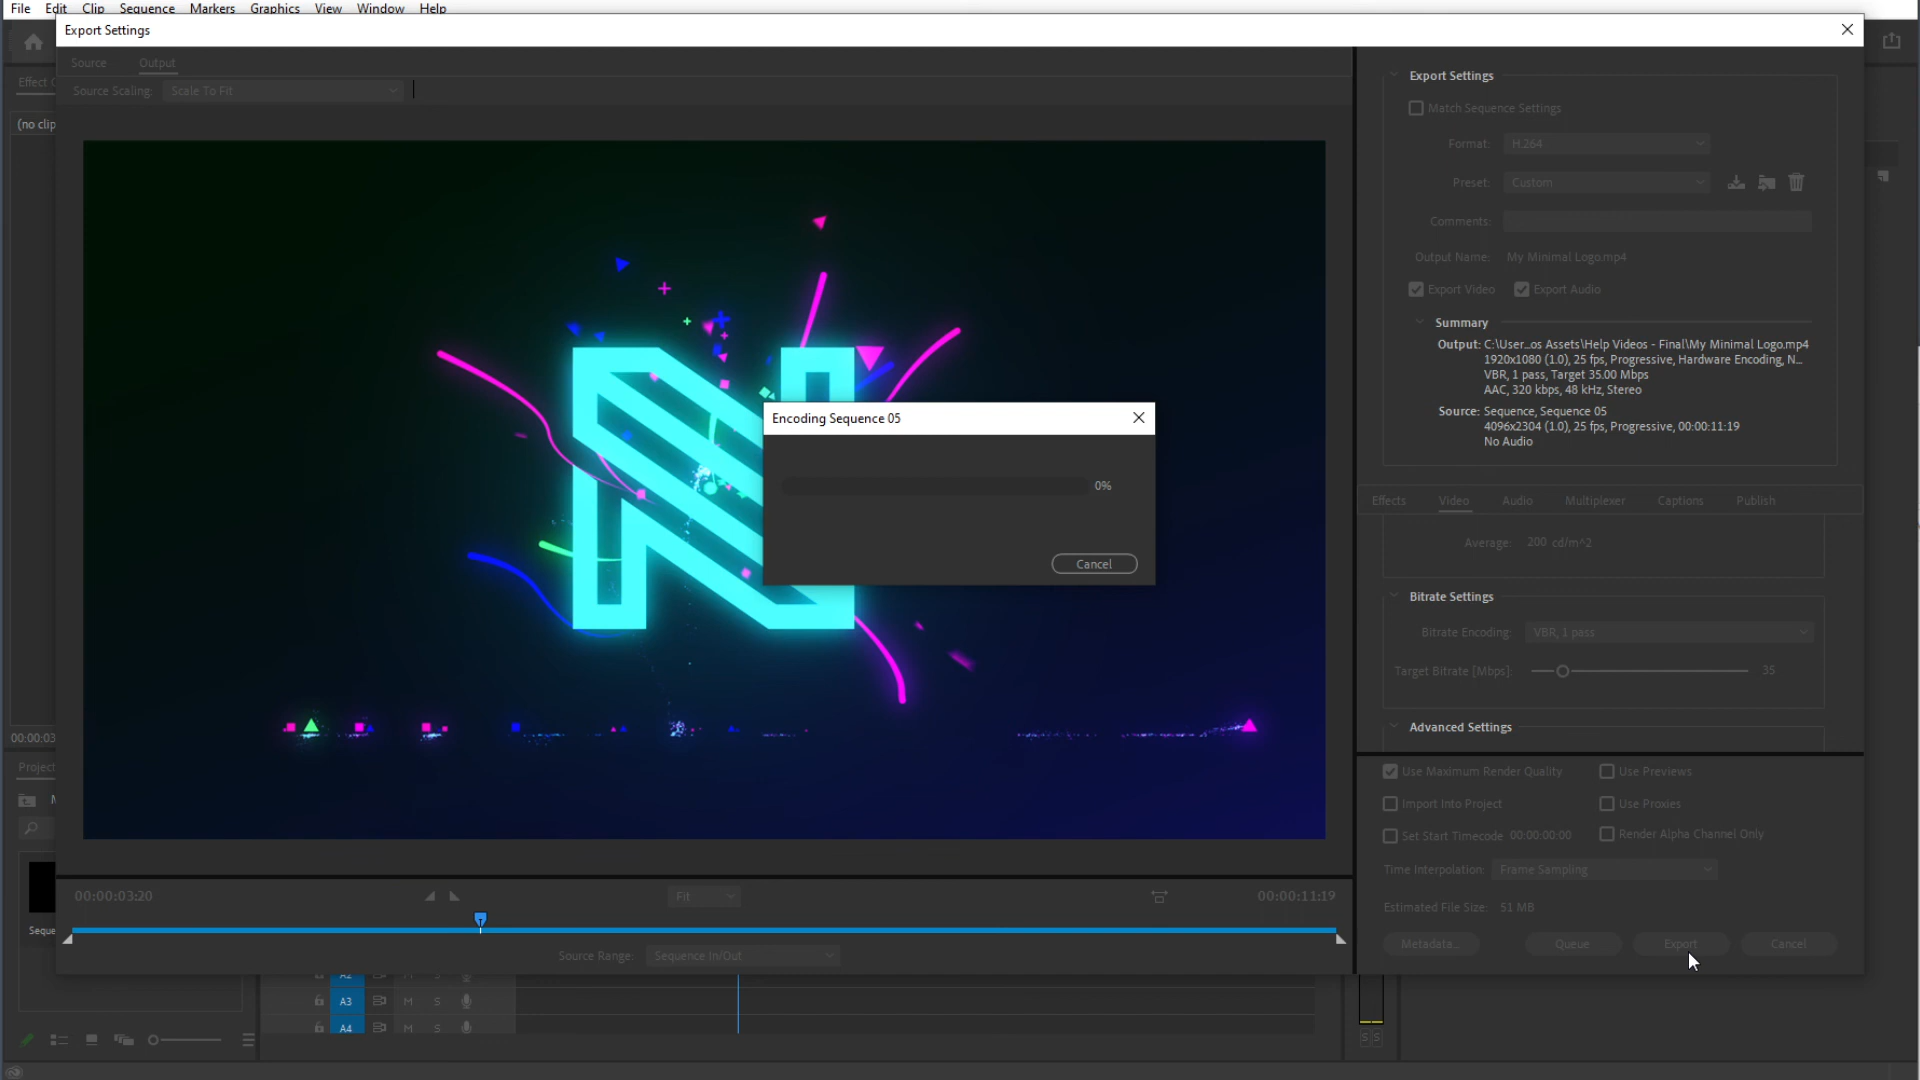 File Edit Clip Sequence Markers Graphics View Window Help
Export Settings
Source Output
Source Scaling: Scale To Fit
Effect C
(no clip
00:00:03
Project
M
Seque
Encoding Sequence 05
0%
Cancel
00:00:03:20
Fit
00:00:11:19
Source Range: Sequence In/Out
A2
A3 M S
A4 M S
S S
Export Settings
Match Sequence Settings
Format: H.264
Preset: Custom
Comments:
Output Name: My Minimal Logo.mp4
Export Video Export Audio
Summary
Output: C:\User...os Assets\Help Videos - Final\My Minimal Logo.mp4
1920x1080 (1.0), 25 fps, Progressive, Hardware Encoding, N...
VBR, 1 pass, Target 35.00 Mbps
AAC, 320 kbps, 48 kHz, Stereo
Source: Sequence, Sequence 05
4096x2304 (1.0), 25 fps, Progressive, 00:00:11:19
No Audio
Effects Video Audio Multiplexer Captions Publish
Average: 200 cd/m^2
Bitrate Settings
Bitrate Encoding: VBR, 1 pass
Target Bitrate [Mbps]: 35
Advanced Settings
Use Maximum Render Quality Use Previews
Import Into Project Use Proxies
Set Start Timecode 00:00:00:00 Render Alpha Channel Only
Time Interpolation: Frame Sampling
Estimated File Size: 51 MB
Metadata... Queue Export Cancel